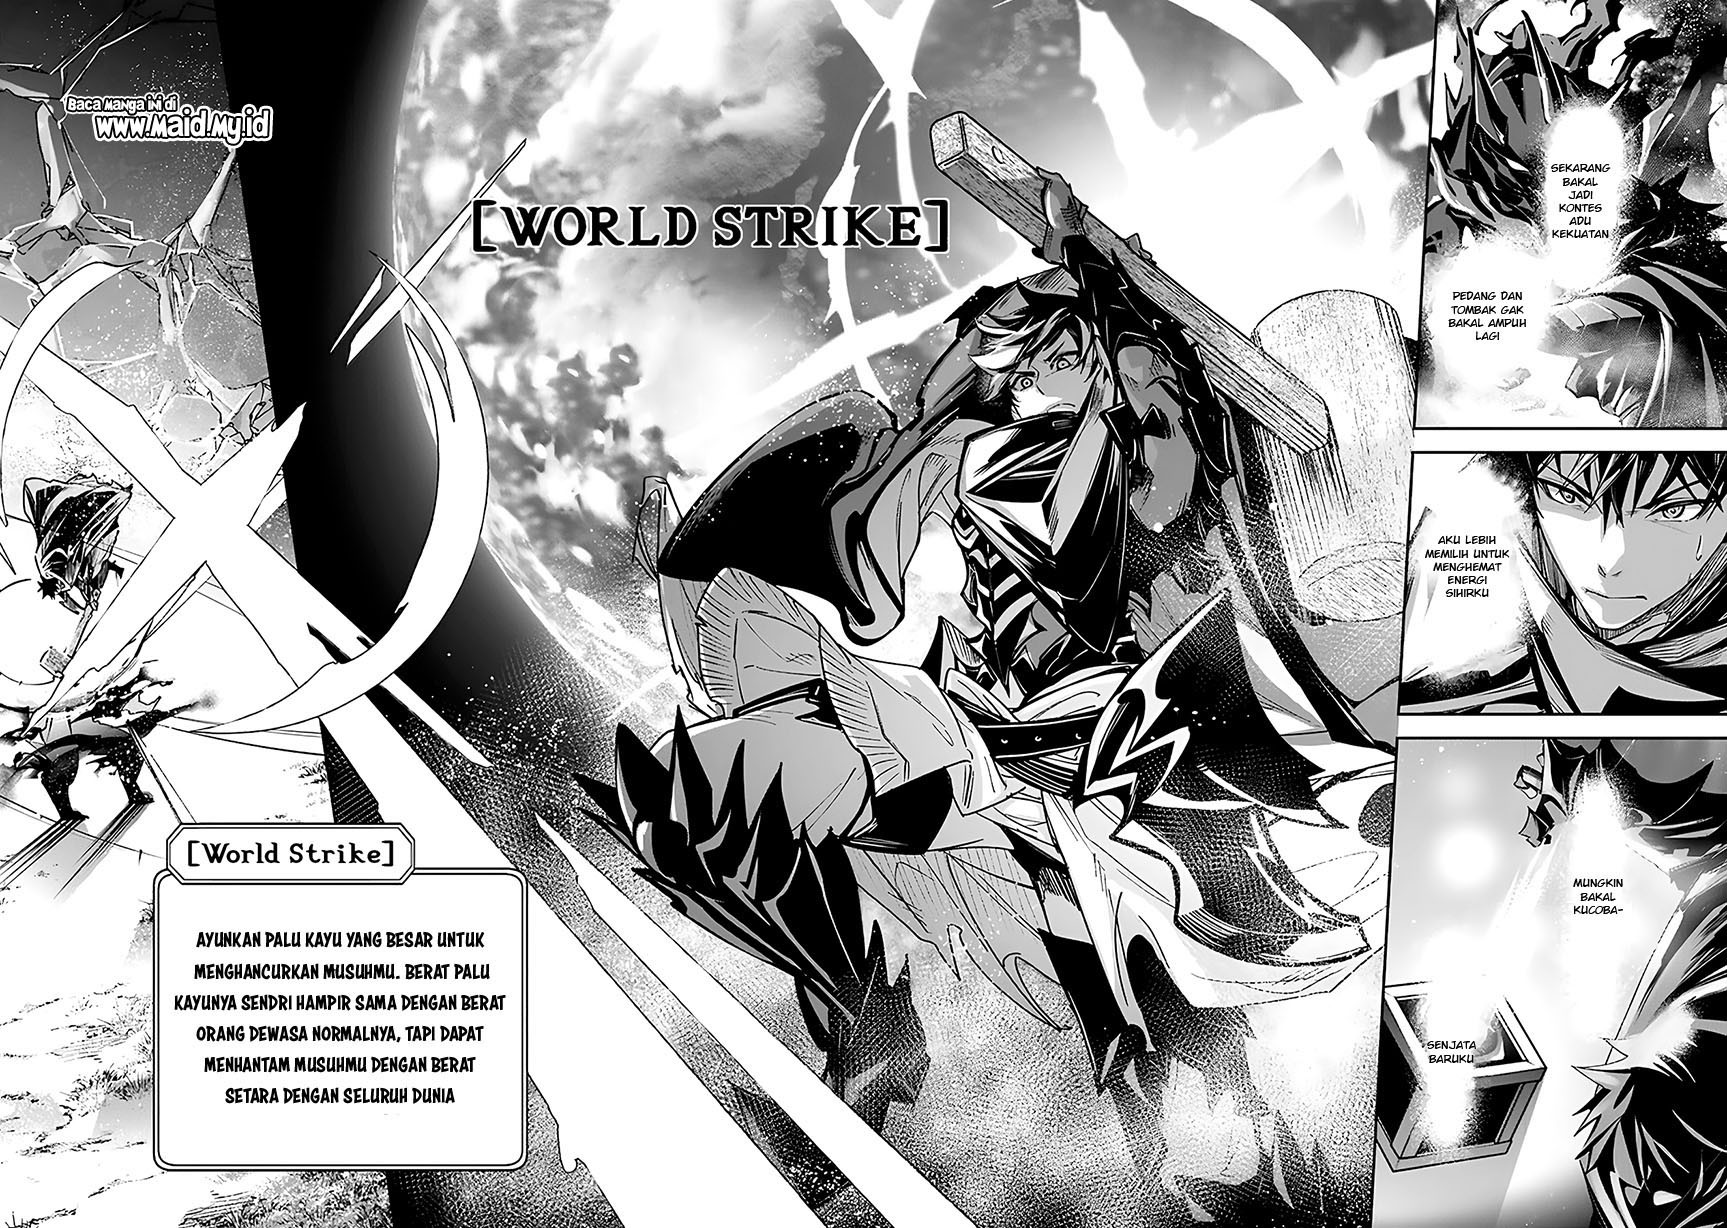 SEKARANG
BAKAL
JADI
KONTES
ADU
KEKUATAN
PEDANG DAN
TOMBAK GAK
BAKAL AMPUH
LAGI
AKU LEBIH
MEMILIH UNTUK
MENGHEMAT
ENERGI
SIHIRKU
MUNGKIN
BAKAL
KUCOBA-
SENJATA
BARUKU
[WORLD STRIKE]
Baca Manga ini di
www.Maid.My.id
[World Strike]
AYUNKAN PALU KAYU YANG BESAR UNTUK
MENGHANCURKAN MUSUHMU. BERAT PALU
KAYUNYA SENDRI HAMPIR SAMA DENGAN BERAT
ORANG DEWASA NORMALNYA, TAPI DAPAT
MENHANTAM MUSUHMU DENGAN BERAT
SETARA DENGAN SELURUH DUNIA